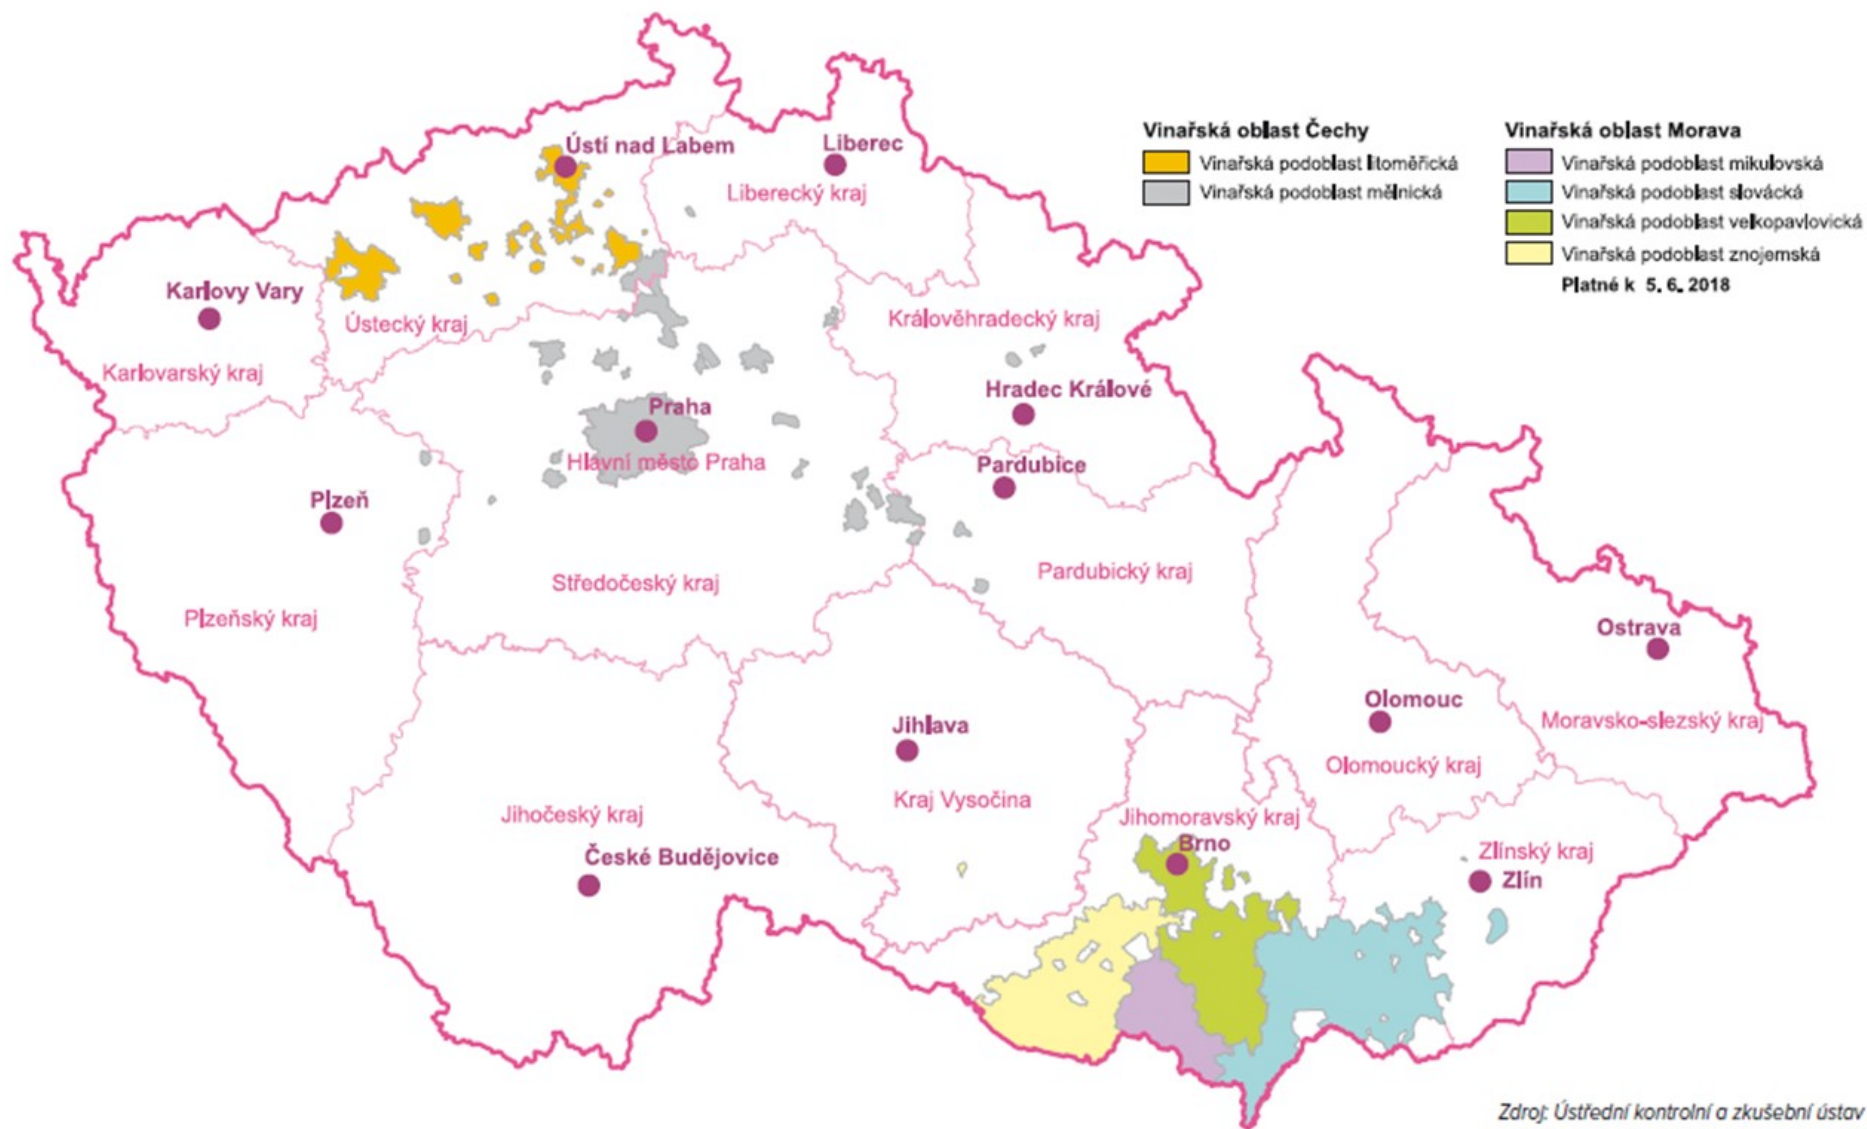 Vinařská oblast Čechy
Vinařská podoblast litoměřická
Vinařská podoblast mělnická
Vinařská oblast Morava
Vinařská podoblast mikulovská
Vinařská podoblast slovácká
Vinařská podoblast velkopavlovická
Vinařská podoblast znojemská
Platné k 5. 6. 2018
Ústí nad Labem
Liberec
Liberecký kraj
Karlovy Vary
Ústecký kraj
Královéhradecký kraj
Karlovarský kraj
Hradec Králové
Praha
Hlavní město Praha
Pardubice
Plzeň
Středočeský kraj
Pardubický kraj
Plzeňský kraj
Ostrava
Olomouc
Moravsko-slezský kraj
Jihlava
Olomoucký kraj
Kraj Vysočina
Jihočeský kraj
Jihomoravský kraj
Brno
Zlínský kraj
České Budějovice
Zlín
Zdroj: Ústřední kontrolní a zkušební ústav